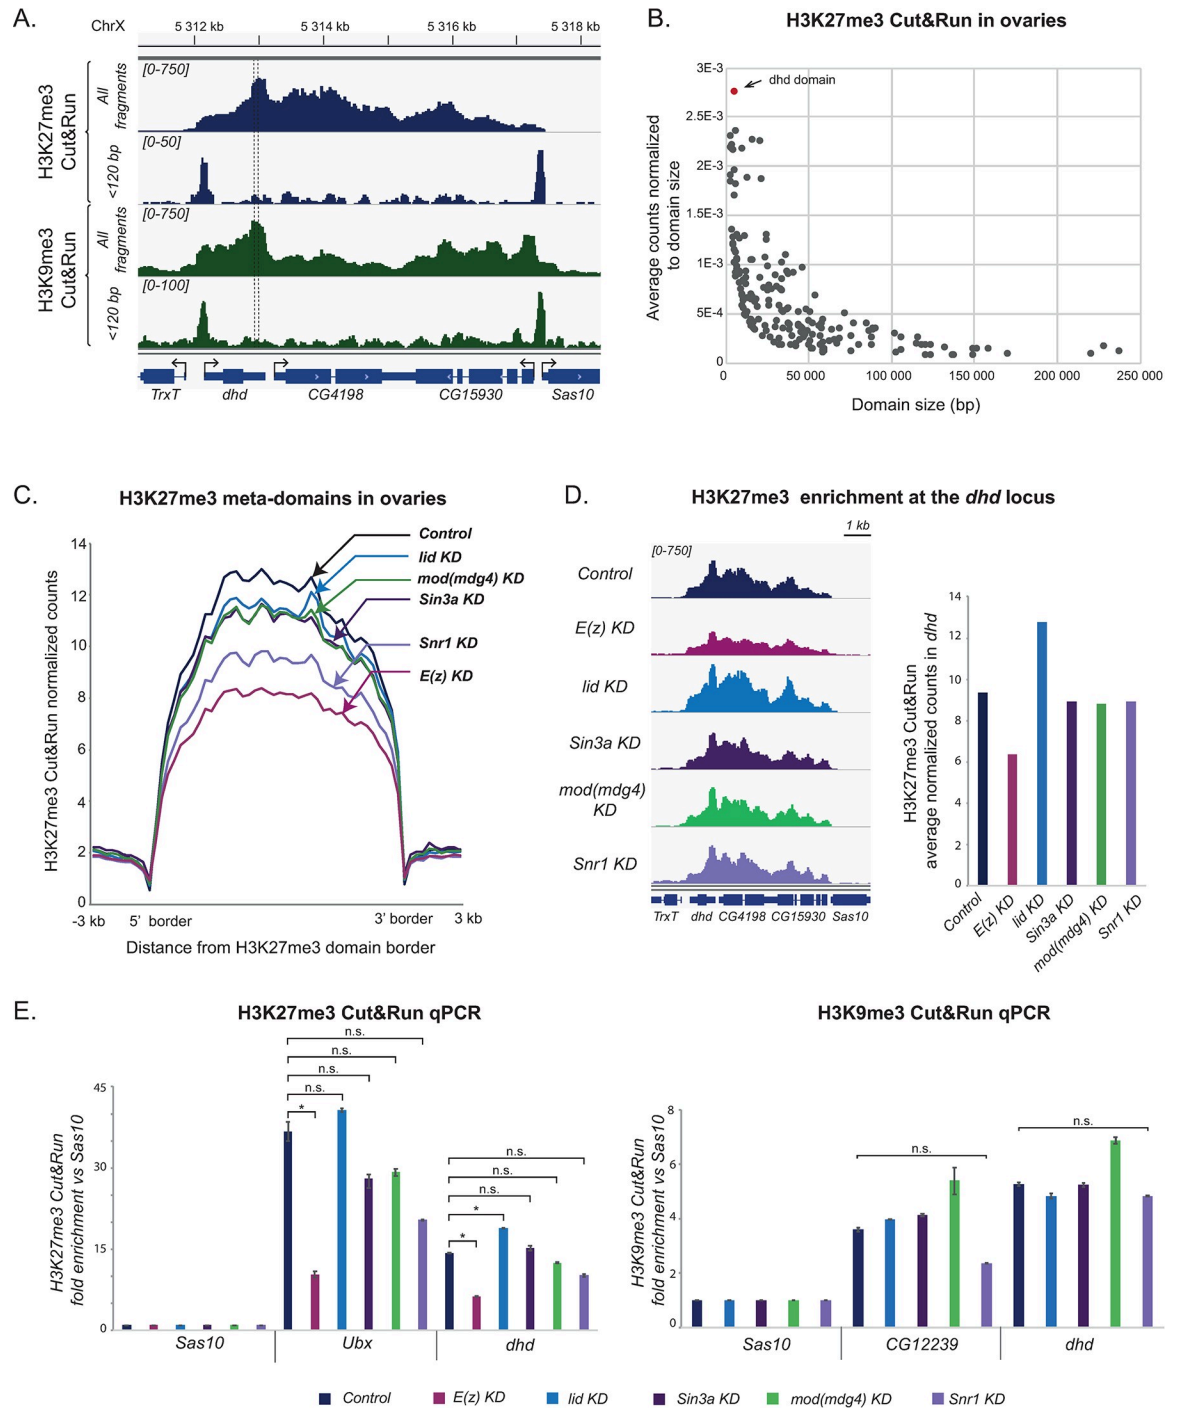 A.
ChrX
5 312 kb
5 314 kb
5 316 kb
5 318 kb
H3K27me3
Cut&Run
All
fragments
[0-750]
<120 bp
[0-50]
H3K9me3
Cut&Run
All
fragments
[0-750]
<120 bp
[0-100]
TrxT
dhd
CG4198
CG15930
Sas10
B.
H3K27me3 Cut&Run in ovaries
Average counts normalized
to domain size
3E-3
2.5E-3
2E-3
1.5E-3
1E-3
5E-4
0
dhd domain
0
50 000
100 000
150 000
200 000
250 000
Domain size (bp)
C.
H3K27me3 meta-domains in ovaries
H3K27me3 Cut&Run normalized counts
14
12
10
8
6
4
2
0
Control
lid KD
mod(mdg4) KD
Sin3a KD
Snr1 KD
E(z) KD
-3 kb
5' border
3' border
3 kb
Distance from H3K27me3 domain border
D.
H3K27me3 enrichment at the dhd locus
1 kb
[0-750]
Control
E(z) KD
lid KD
Sin3a KD
mod(mdg4)
KD
Snr1 KD
TrxT
dhd
CG4198
CG15930
Sas10
H3K27me3 Cut&Run
average normalized counts in dhd
14
12
10
8
6
4
2
0
Control
E(z) KD
lid KD
Sin3a KD
mod(mdg4) KD
Snr1 KD
E.
H3K27me3 Cut&Run qPCR
H3K27me3 Cut&Run
fold enrichment vs Sas10
45
30
15
0
n.s.
n.s.
n.s.
n.s.
*
n.s.
n.s.
n.s.
*
*
Sas10
Ubx
dhd
H3K9me3 Cut&Run qPCR
H3K9me3 Cut&Run
fold enrichment vs Sas10
8
6
4
2
0
n.s.
n.s.
Sas10
CG12239
dhd
Control
E(z) KD
lid KD
Sin3a KD
mod(mdg4) KD
Snr1 KD